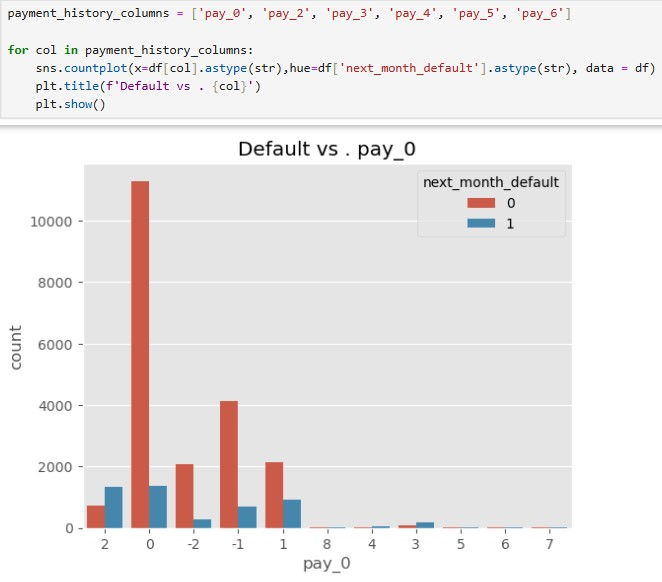 payment_history_columns = ['pay_0', 'pay_2', 'pay_3', 'pay_4', 'pay_5', 'pay_6']
for col in payment_history_columns:
    sns.countplot(x=df[col].astype(str),hue=df['next_month_default'].astype(str), data = df)
    plt.title(f'Default vs . {col}')
    plt.show()
Default vs . pay_0
next_month_default
0
1
10000
8000
6000
4000
2000
0
count
2 0 -2 -1 1 8 4 3 5 6 7
pay_0